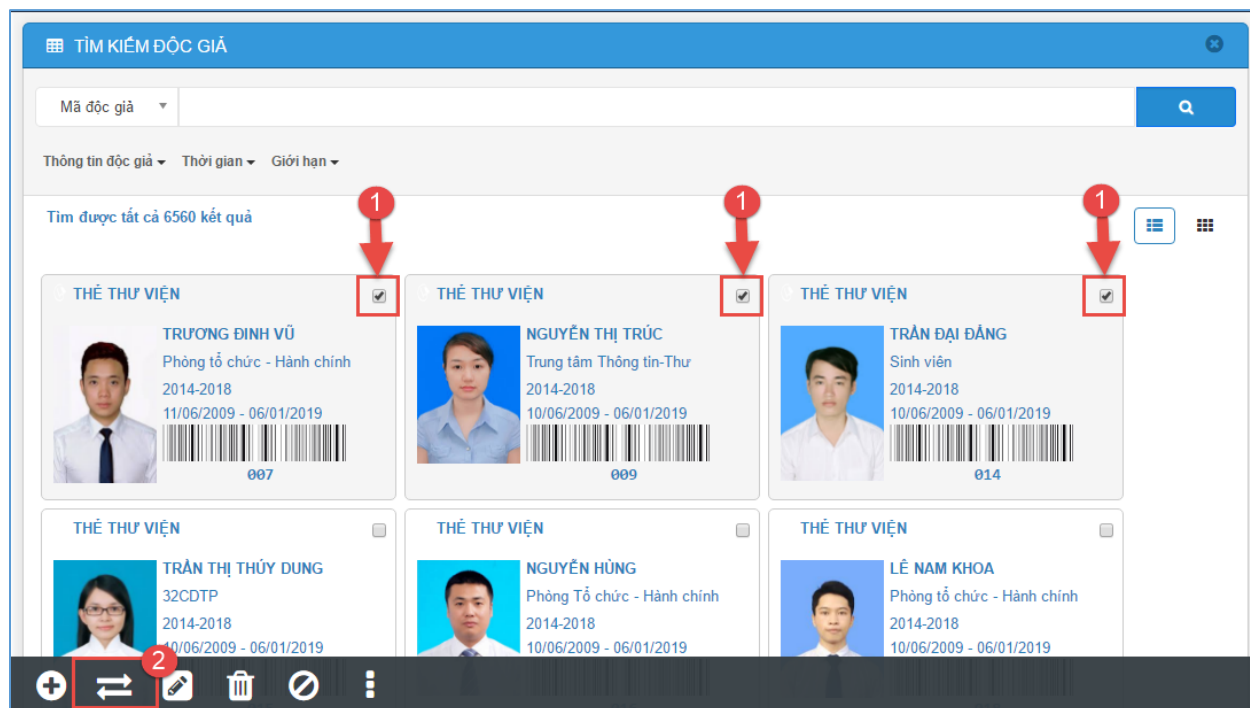 TÌM KIẾM ĐỘC GIẢ
Mã độc giả
Thông tin độc giả Thời gian Giới hạn
Tìm được tất cả 6560 kết quả
1 1 1
THẺ THƯ VIỆN
TRƯƠNG ĐINH VŨ
Phòng tổ chức - Hành chính
2014-2018
11/06/2009 - 06/01/2019
007
THẺ THƯ VIỆN
NGUYỄN THỊ TRÚC
Trung tâm Thông tin-Thư
2014-2018
10/06/2009 - 06/01/2019
009
THẺ THƯ VIỆN
TRẦN ĐẠI ĐẢNG
Sinh viên
2014-2018
10/06/2009 - 06/01/2019
014
THẺ THƯ VIỆN
TRẦN THỊ THÚY DUNG
32CDTP
2014-2018
10/06/2009 - 06/01/2019
THẺ THƯ VIỆN
NGUYỄN HÙNG
Phòng Tổ chức - Hành chính
2014-2018
10/06/2009 - 06/01/2019
THẺ THƯ VIỆN
LÊ NAM KHOA
Phòng tổ chức - Hành chính
2014-2018
10/06/2009 - 06/01/2019
2